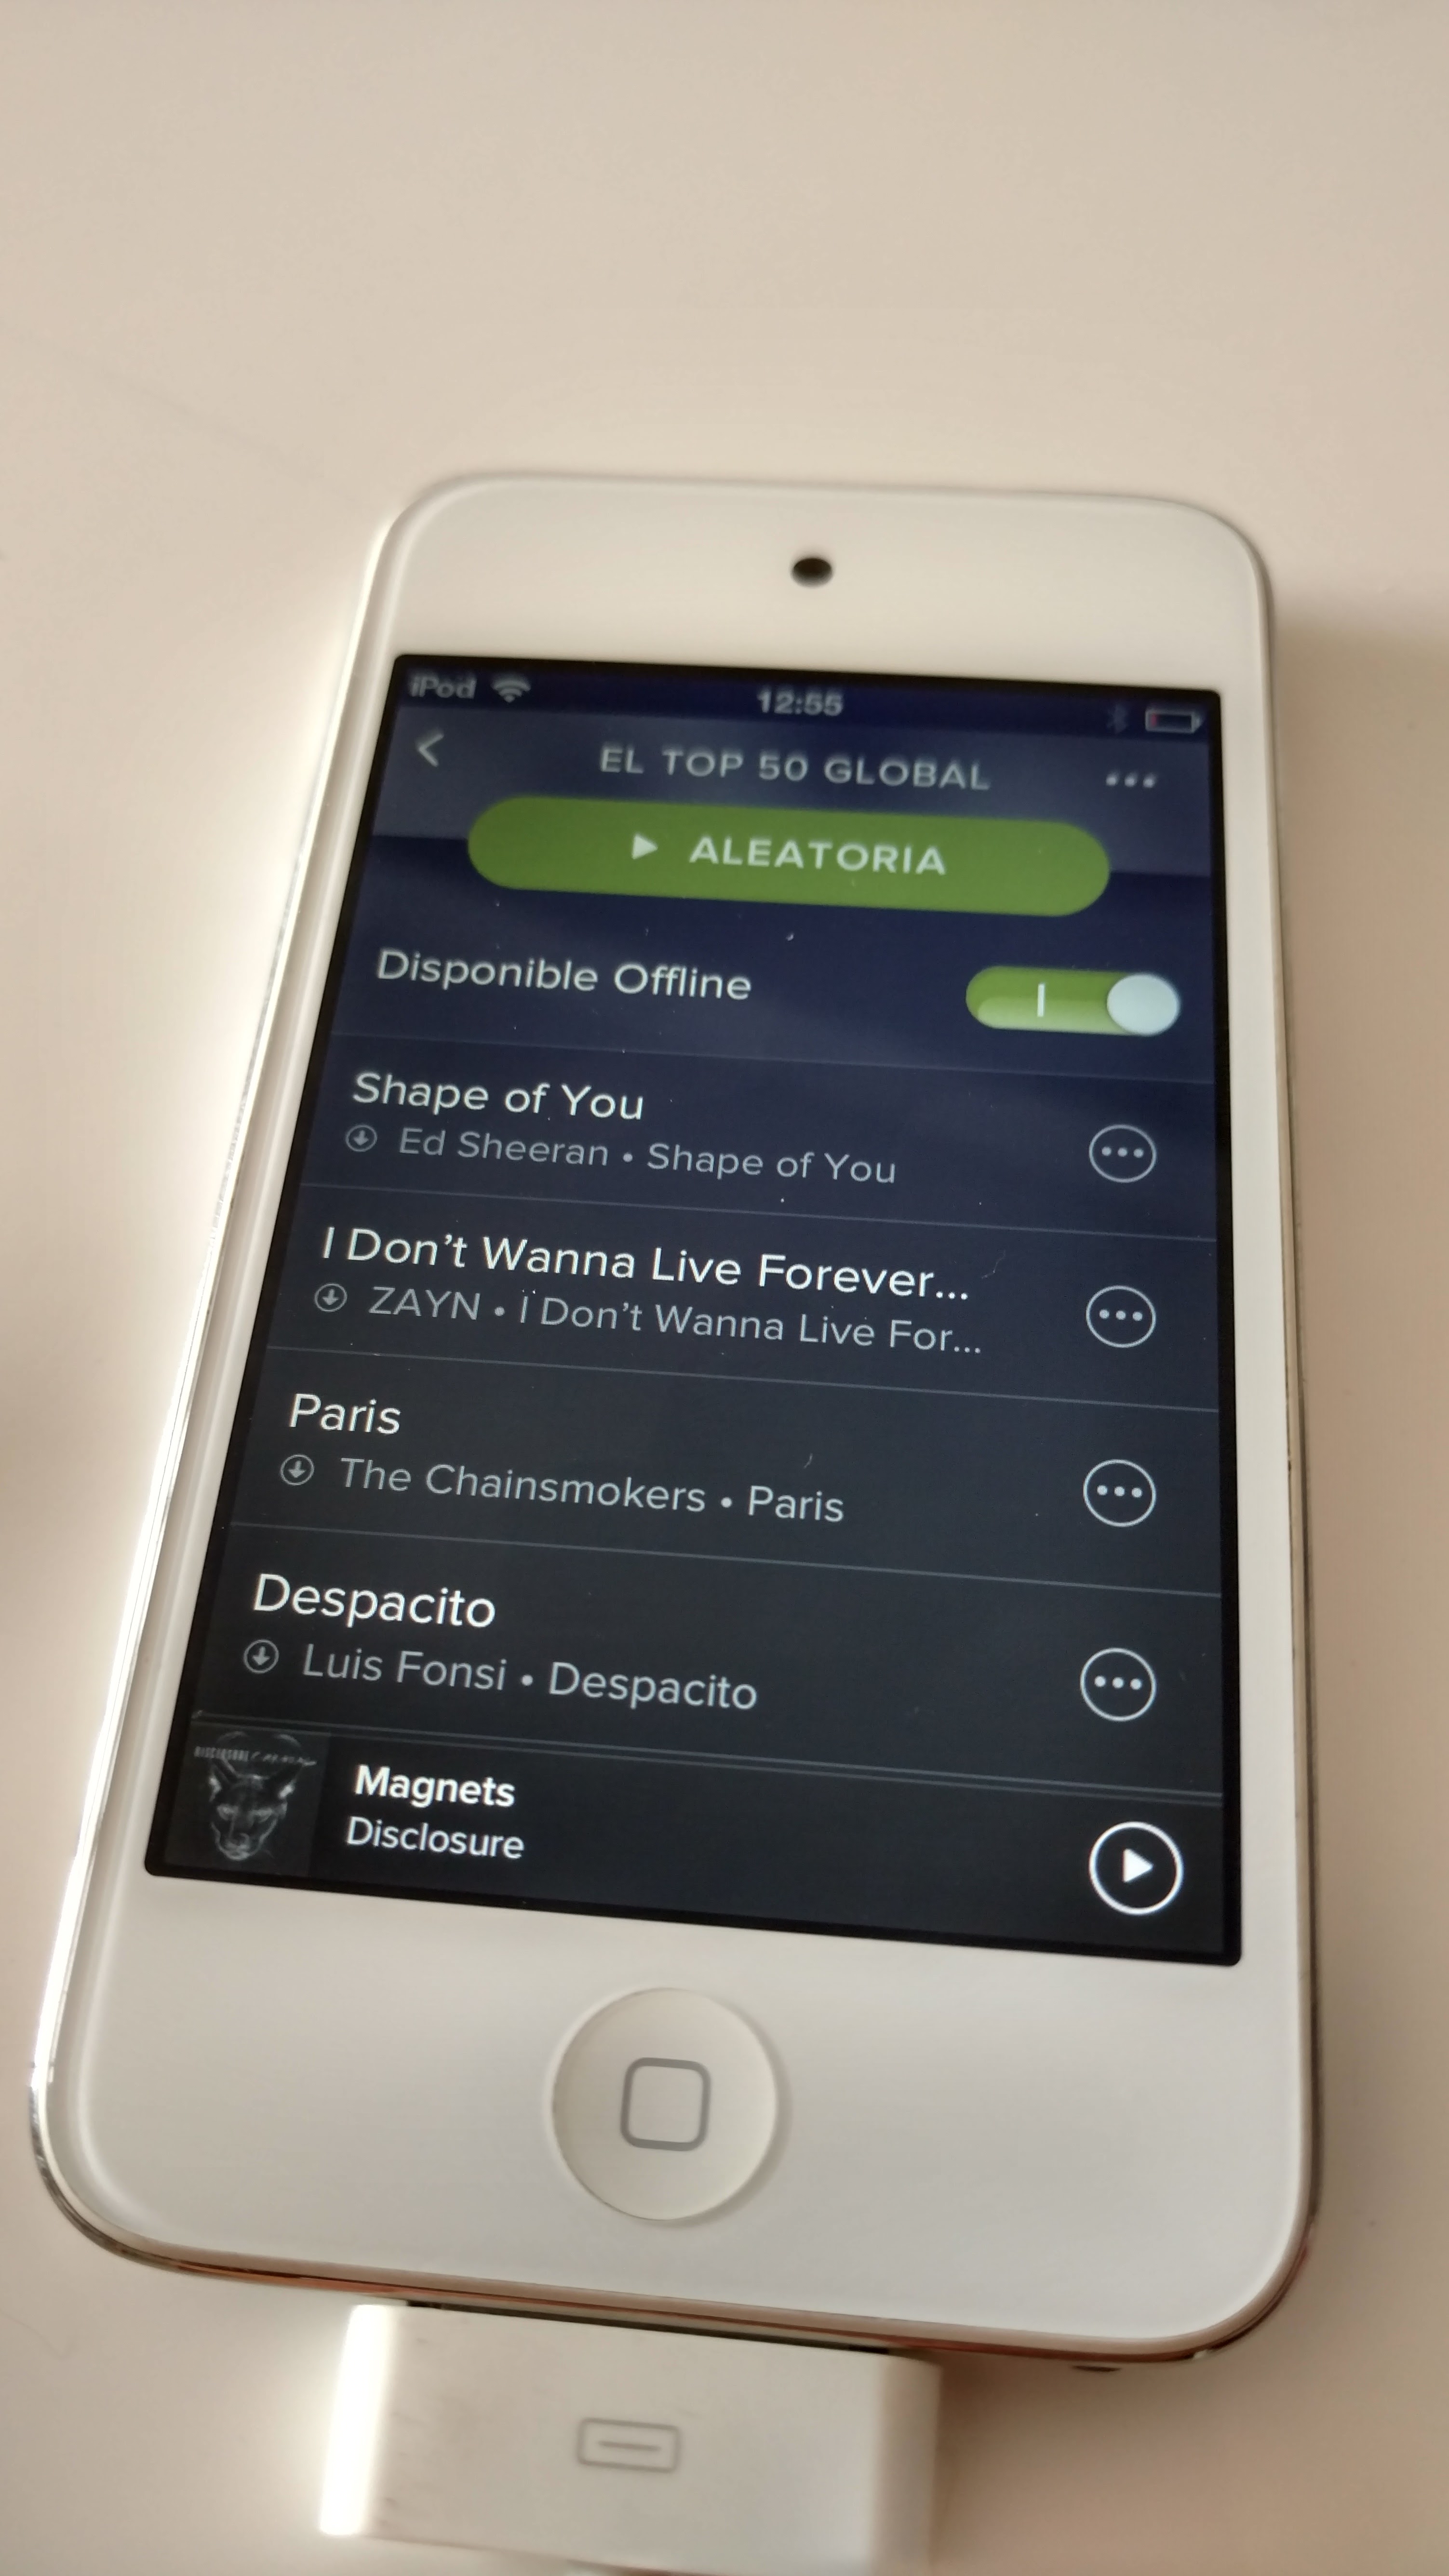 iPod 12:55
EL TOP 50 GLOBAL
ALEATORIA
Disponible Offline
Shape of You
Ed Sheeran • Shape of You
I Don't Wanna Live Forever...
ZAYN • I Don't Wanna Live For...
Paris
The Chainsmokers • Paris
Despacito
Luis Fonsi • Despacito
DISCLOSURE
Magnets
Disclosure